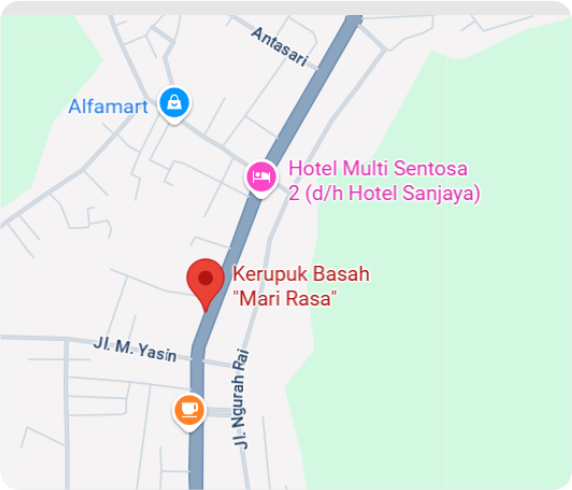 Antasari
Alfamart
Hotel Multi Sentosa
2 (d/h Hotel Sanjaya)
Kerupuk Basah
"Mari Rasa"
Jl. M. Yasin
Jl. Ngurah Rai